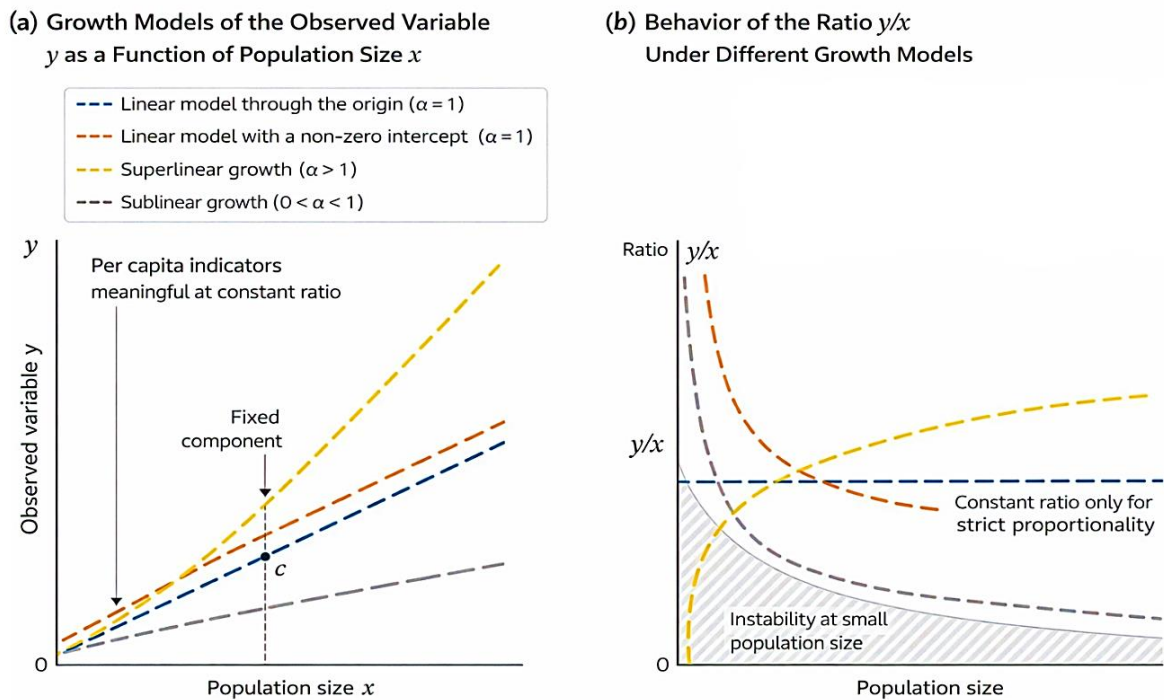 (a) Growth Models of the Observed Variable
y as a Function of Population Size x
Linear model through the origin (α = 1)
Linear model with a non-zero intercept (α = 1)
Superlinear growth (α > 1)
Sublinear growth (0 < α < 1)
y
Per capita indicators
meaningful at constant ratio
Observed variable y
Fixed
component
c
0
Population size x
(b) Behavior of the Ratio y/x
Under Different Growth Models
Ratio
y/x
y/x
Constant ratio only for
strict proportionality
Instability at small
population size
0
Population size